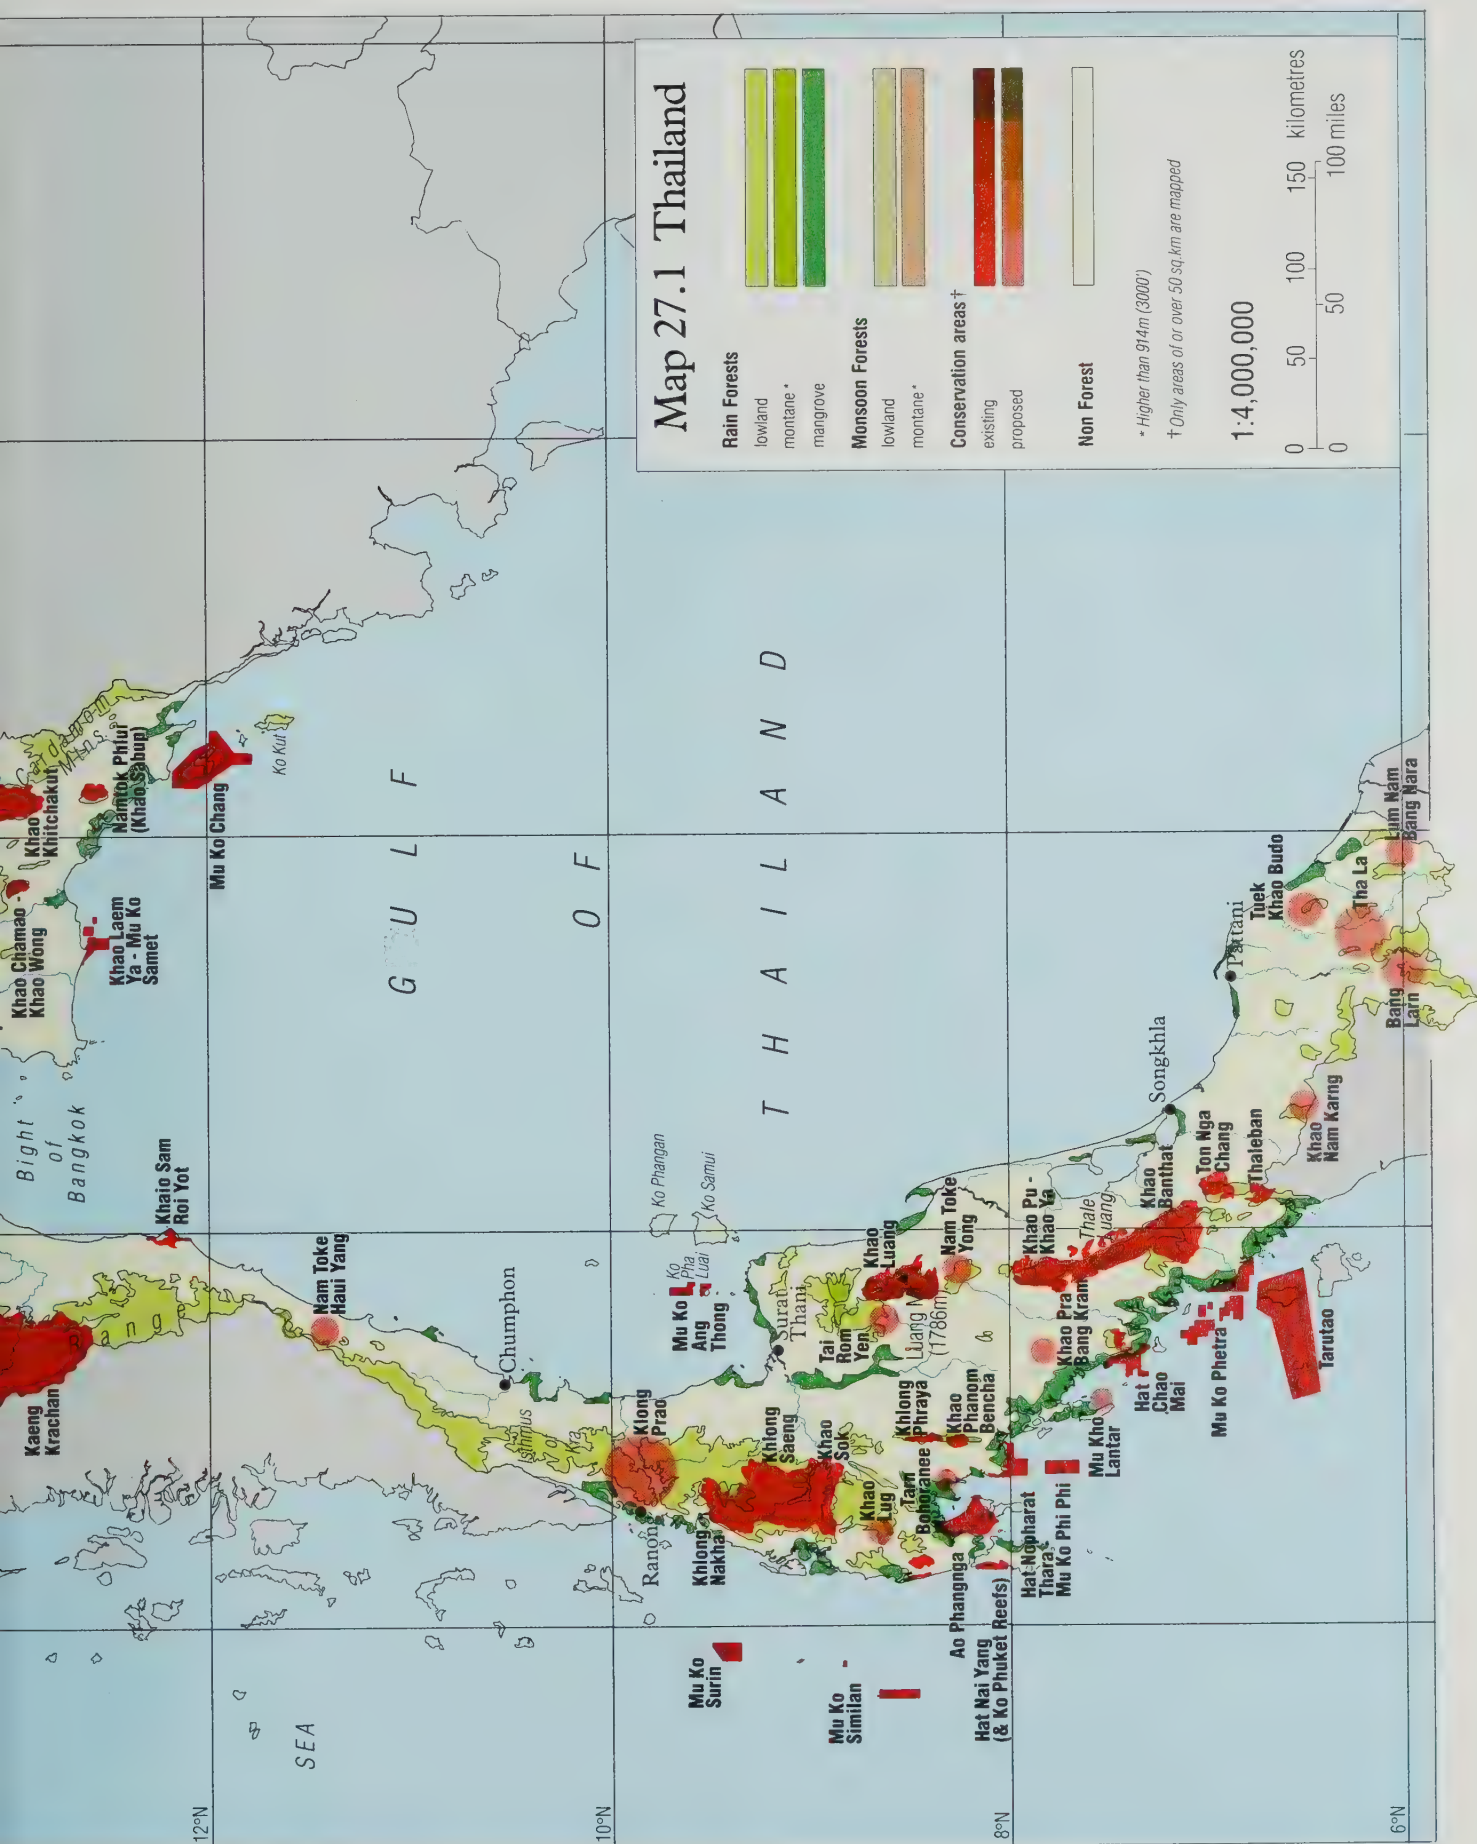 Map 27.1 Thailand
Rain Forests
lowland
montane*
mangrove
Monsoon Forests
lowland
montane*
Conservation areas†
existing
proposed
Non Forest
* Higher than 914m (3000')
† Only areas of or over 50 sq.km are mapped
1:4,000,000
0 50 100 150 kilometres
0 50 100 miles
Cardamom
Mtns.
Khao
Khitchakut
Namtok Phlui
(Khao Sabup)
Khao Chamao -
Khao Wong
Khao Laem
Ya - Mu Ko
Samet
Mu Ko Chang
Ko Kut
Bight
of
Bangkok
GULF
OF
THAILAND
Khaio Sam
Roi Yot
Kaeng
Krachan
Nam Toke
Haui Yang
Chumphon
Isthmus
of
Kra
Klong
Prao
Ranong
Ko Phangan
Ko Samui
Ko
Pha
Luai
Mu Ko
Ang
Thong
Surat
Thani
Khlong
Saeng
Khao
Sok
Khlong
Nakha
Tai
Rom
Yen
Khao
Luang
(1786m)
Nam Toke
Yong
Khlong
Phraya
Khao
Phanom
Bencha
Khao
Lug
Tarn
Bohoranee
Ao Phangnga
Hat Nai Yang
(& Ko Phuket Reefs)
Hat Nopharat
Thara
Mu Ko Phi Phi
Mu Kho
Lantar
Mu Ko
Surin
Mu Ko
Similan
SEA
Khao Pu -
Khao Ya
Thale
Luang
Khao Pra
Bang Kram
Hat
Chao
Mai
Mu Ko Phetra
Tarutao
Khao
Banthat
Ton Nga
Chang
Thaleban
Songkhla
Khao
Nam Karng
Pattani
Tuek
Khao Budo
Tha La
Bang
Larn
Lum Nam
Bang Nara
12°N
10°N
8°N
6°N